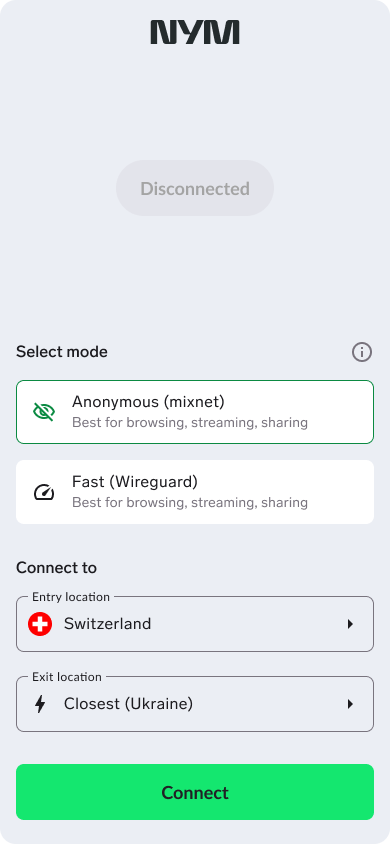 NYM
Disconnected
Select mode
Anonymous (mixnet)
Best for browsing, streaming, sharing
Fast (Wireguard)
Best for browsing, streaming, sharing
Connect to
Entry location
Switzerland
Exit location
Closest (Ukraine)
Connect